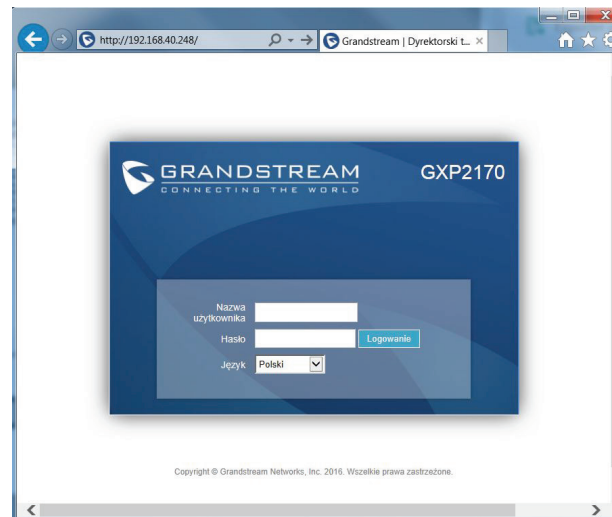 http://192.168.40.248/
Grandstream | Dyrektorski t...
GRANDSTREAM
CONNECTING THE WORLD
GXP2170
Nazwa
użytkownika
Hasło
Logowanie
Język
Polski
Copyright © Grandstream Networks, Inc. 2016. Wszelkie prawa zastrzeżone.